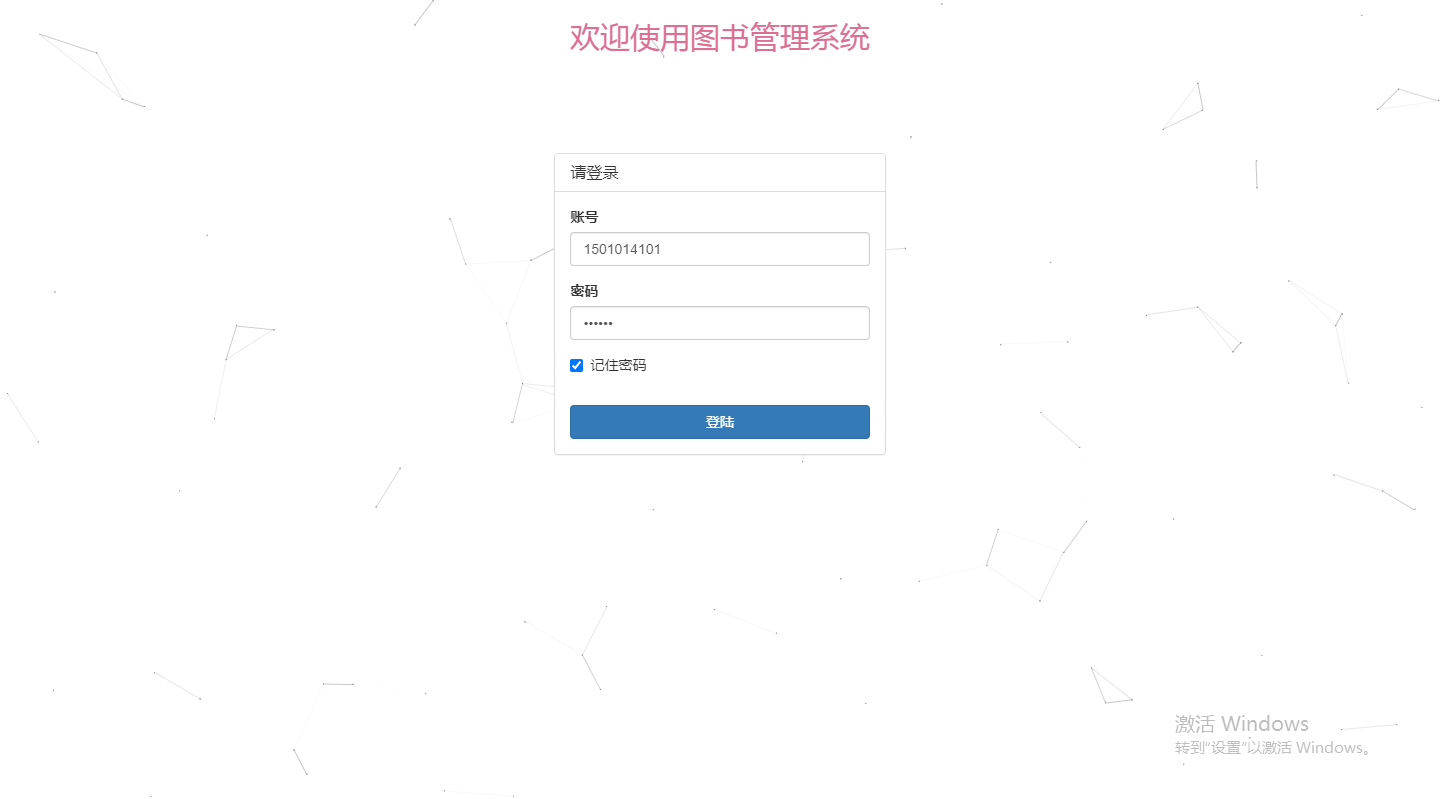 欢迎使用图书管理系统
请登录
账号
1501014101
密码
••••••
记住密码
登陆
激活 Windows
转到"设置"以激活 Windows。